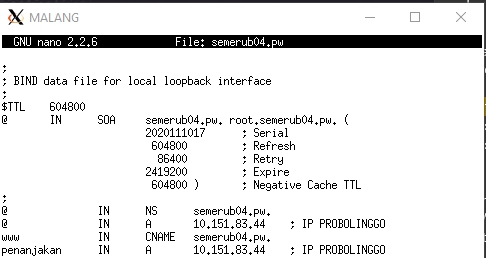 MALANG
GNU nano 2.2.6 File: semerub04.pw
;
; BIND data file for local loopback interface
;
$TTL 604800
@ IN SOA semerub04.pw. root.semerub04.pw. (
2020111017 ; Serial
604800 ; Refresh
86400 ; Retry
2419200 ; Expire
604800 ) ; Negative Cache TTL
;
@ IN NS semerub04.pw.
@ IN A 10.151.83.44 ; IP PROBOLINGGO
www IN CNAME semerub04.pw.
penanjakan IN A 10.151.83.44 ; IP PROBOLINGGO